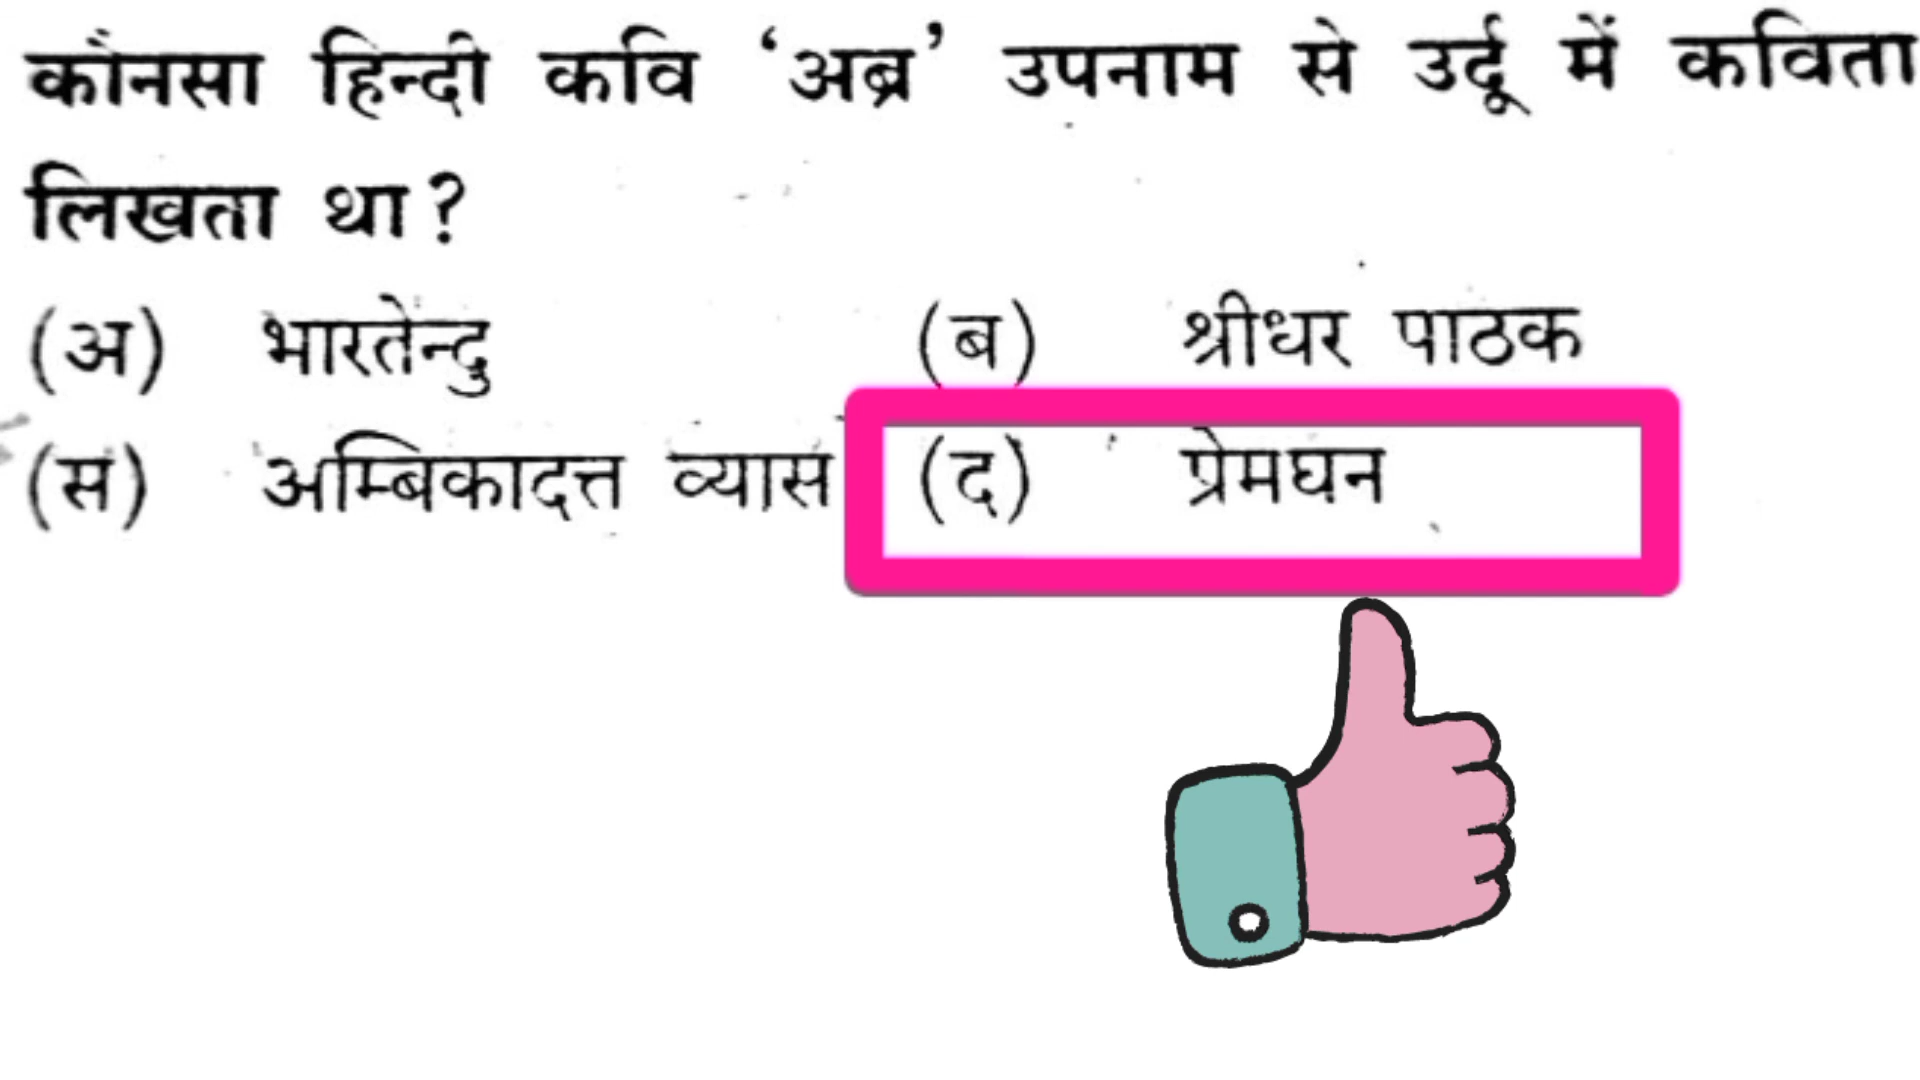 कौनसा हिन्दी कवि ‘अब्र’ उपनाम से उर्दू में कविता
लिखता था?
(अ) भारतेन्दु (ब) श्रीधर पाठक
(स) अम्बिकादत्त व्यास (द) प्रेमघन